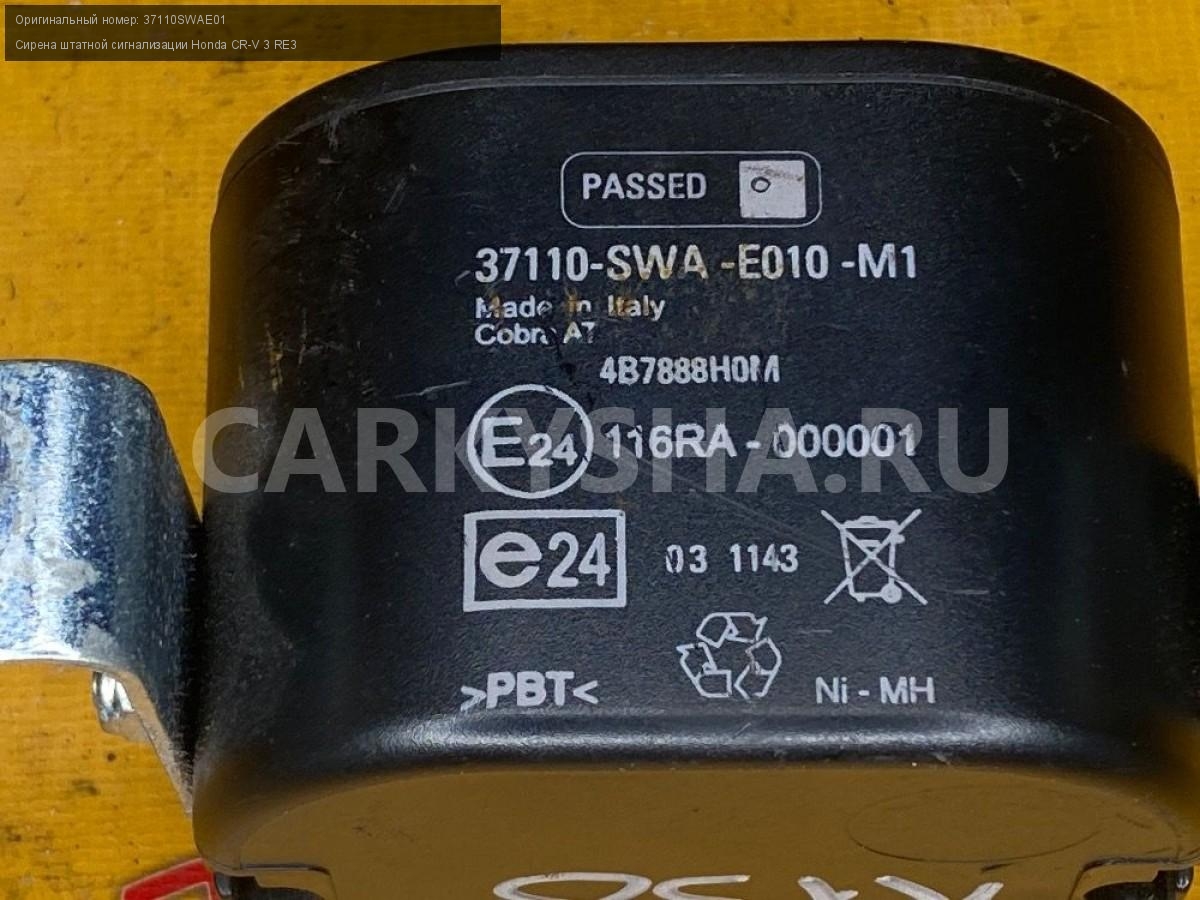 Оригинальный номер: 37110SWAE01
Сирена штатной сигнализации Honda CR-V 3 RE3
PASSED
37110-SWA -E010 -M1
Made in Italy
Cobra AT
4B7888H0M
E24 116RA - 000001
CARKYSHA.RU
e24 03 1143
>PBT< Ni - MH